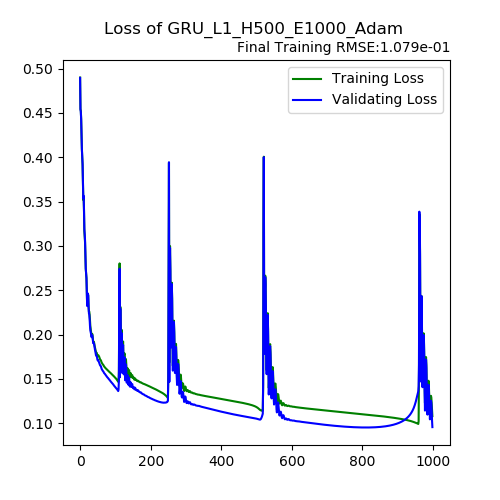 Loss of GRU_L1_H500_E1000_Adam
Final Training RMSE:1.079e-01
Training Loss
Validating Loss
0.50
0.45
0.40
0.35
0.30
0.25
0.20
0.15
0.10
0 200 400 600 800 1000